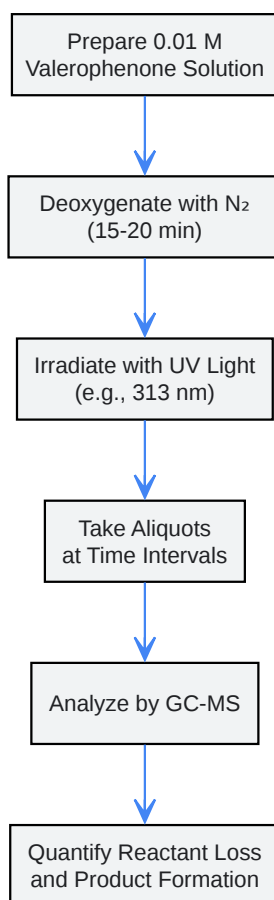 Prepare 0.01 M
Valerophenone Solution
Deoxygenate with N₂
(15-20 min)
Irradiate with UV Light
(e.g., 313 nm)
Take Aliquots
at Time Intervals
Analyze by GC-MS
Quantify Reactant Loss
and Product Formation